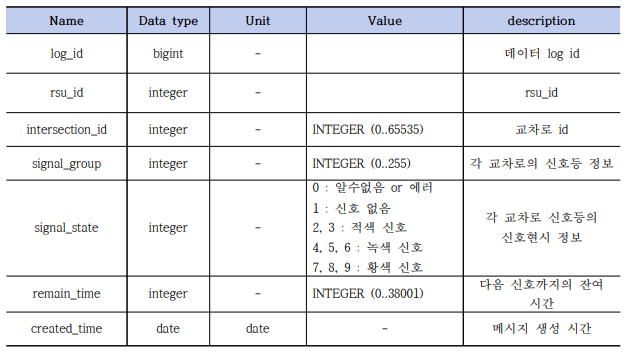 Name Data type Unit Value description
log_id bigint - 데이터 log id
rsu_id integer - rsu_id
intersection_id integer - INTEGER (0..65535) 교차로 id
signal_group integer - INTEGER (0..255) 각 교차로의 신호등 정보
0 : 알수없음 or 에러
1 : 신호 없음
signal_state integer - 2, 3 : 적색 신호 각 교차로 신호등의
4, 5, 6 : 녹색 신호 신호현시 정보
7, 8, 9 : 황색 신호
remain_time integer - INTEGER (0..38001) 다음 신호까지의 잔여
시간
created_time date date - 메시지 생성 시간